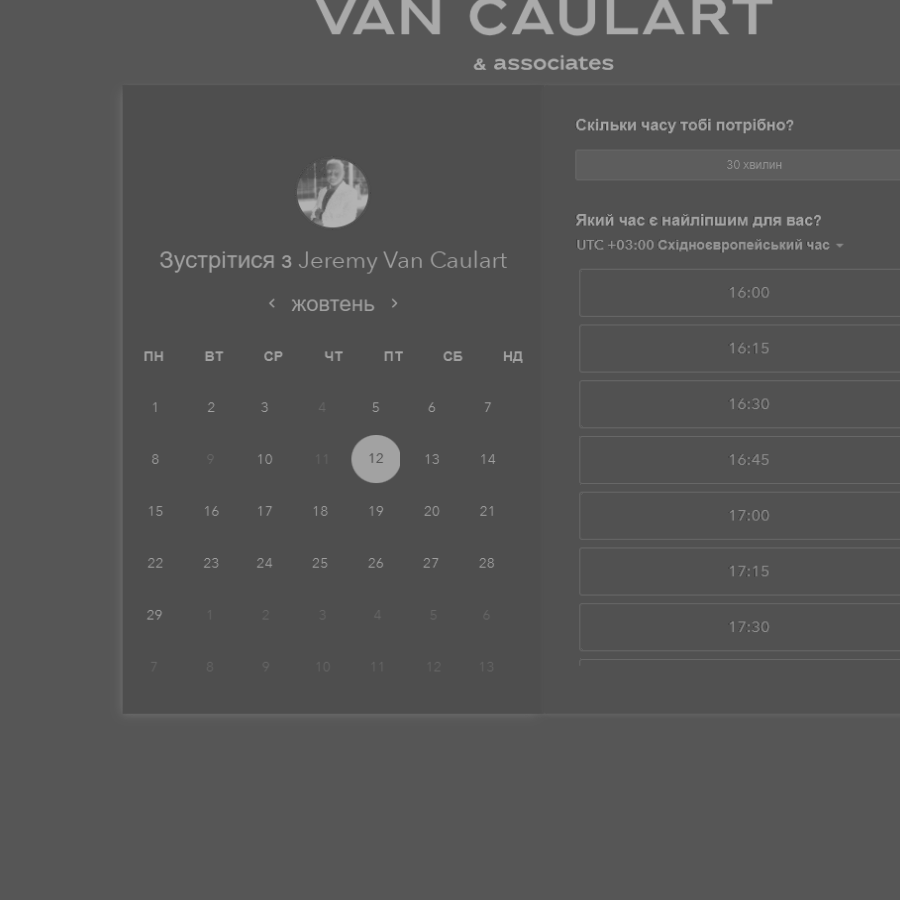 VAN CAULART
& associates
Зустрітися з Jeremy Van Caulart
жовтень
ПН ВТ СР ЧТ ПТ СБ НД
1 2 3 4 5 6 7
8 9 10 11 12 13 14
15 16 17 18 19 20 21
22 23 24 25 26 27 28
29 1 2 3 4 5 6
7 8 9 10 11 12 13
Скільки часу тобі потрібно?
30 хвилин
Який час є найліпшим для вас?
UTC +03:00 Східноєвропейський час
16:00
16:15
16:30
16:45
17:00
17:15
17:30